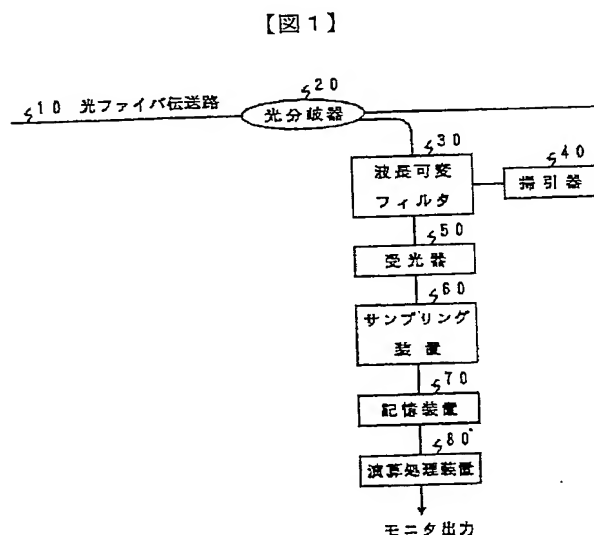 【図1】
10 光ファイバ伝送路
20
光分岐器
30
波長可変
フィルタ
40
掃引器
50
受光器
60
サンプリング
装置
70
記憶装置
80
演算処理装置
モニタ出力